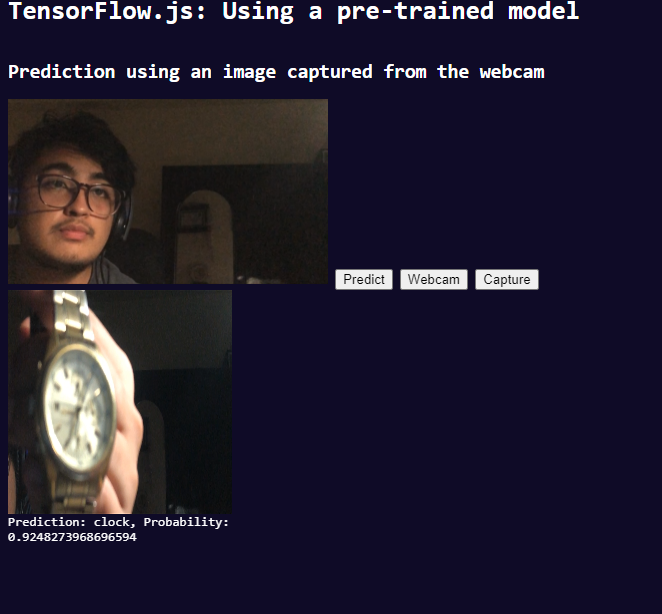 TensorFlow.js: Using a pre-trained model
Prediction using an image captured from the webcam
Predict Webcam Capture
Prediction: clock, Probability:
0.9248273968696594